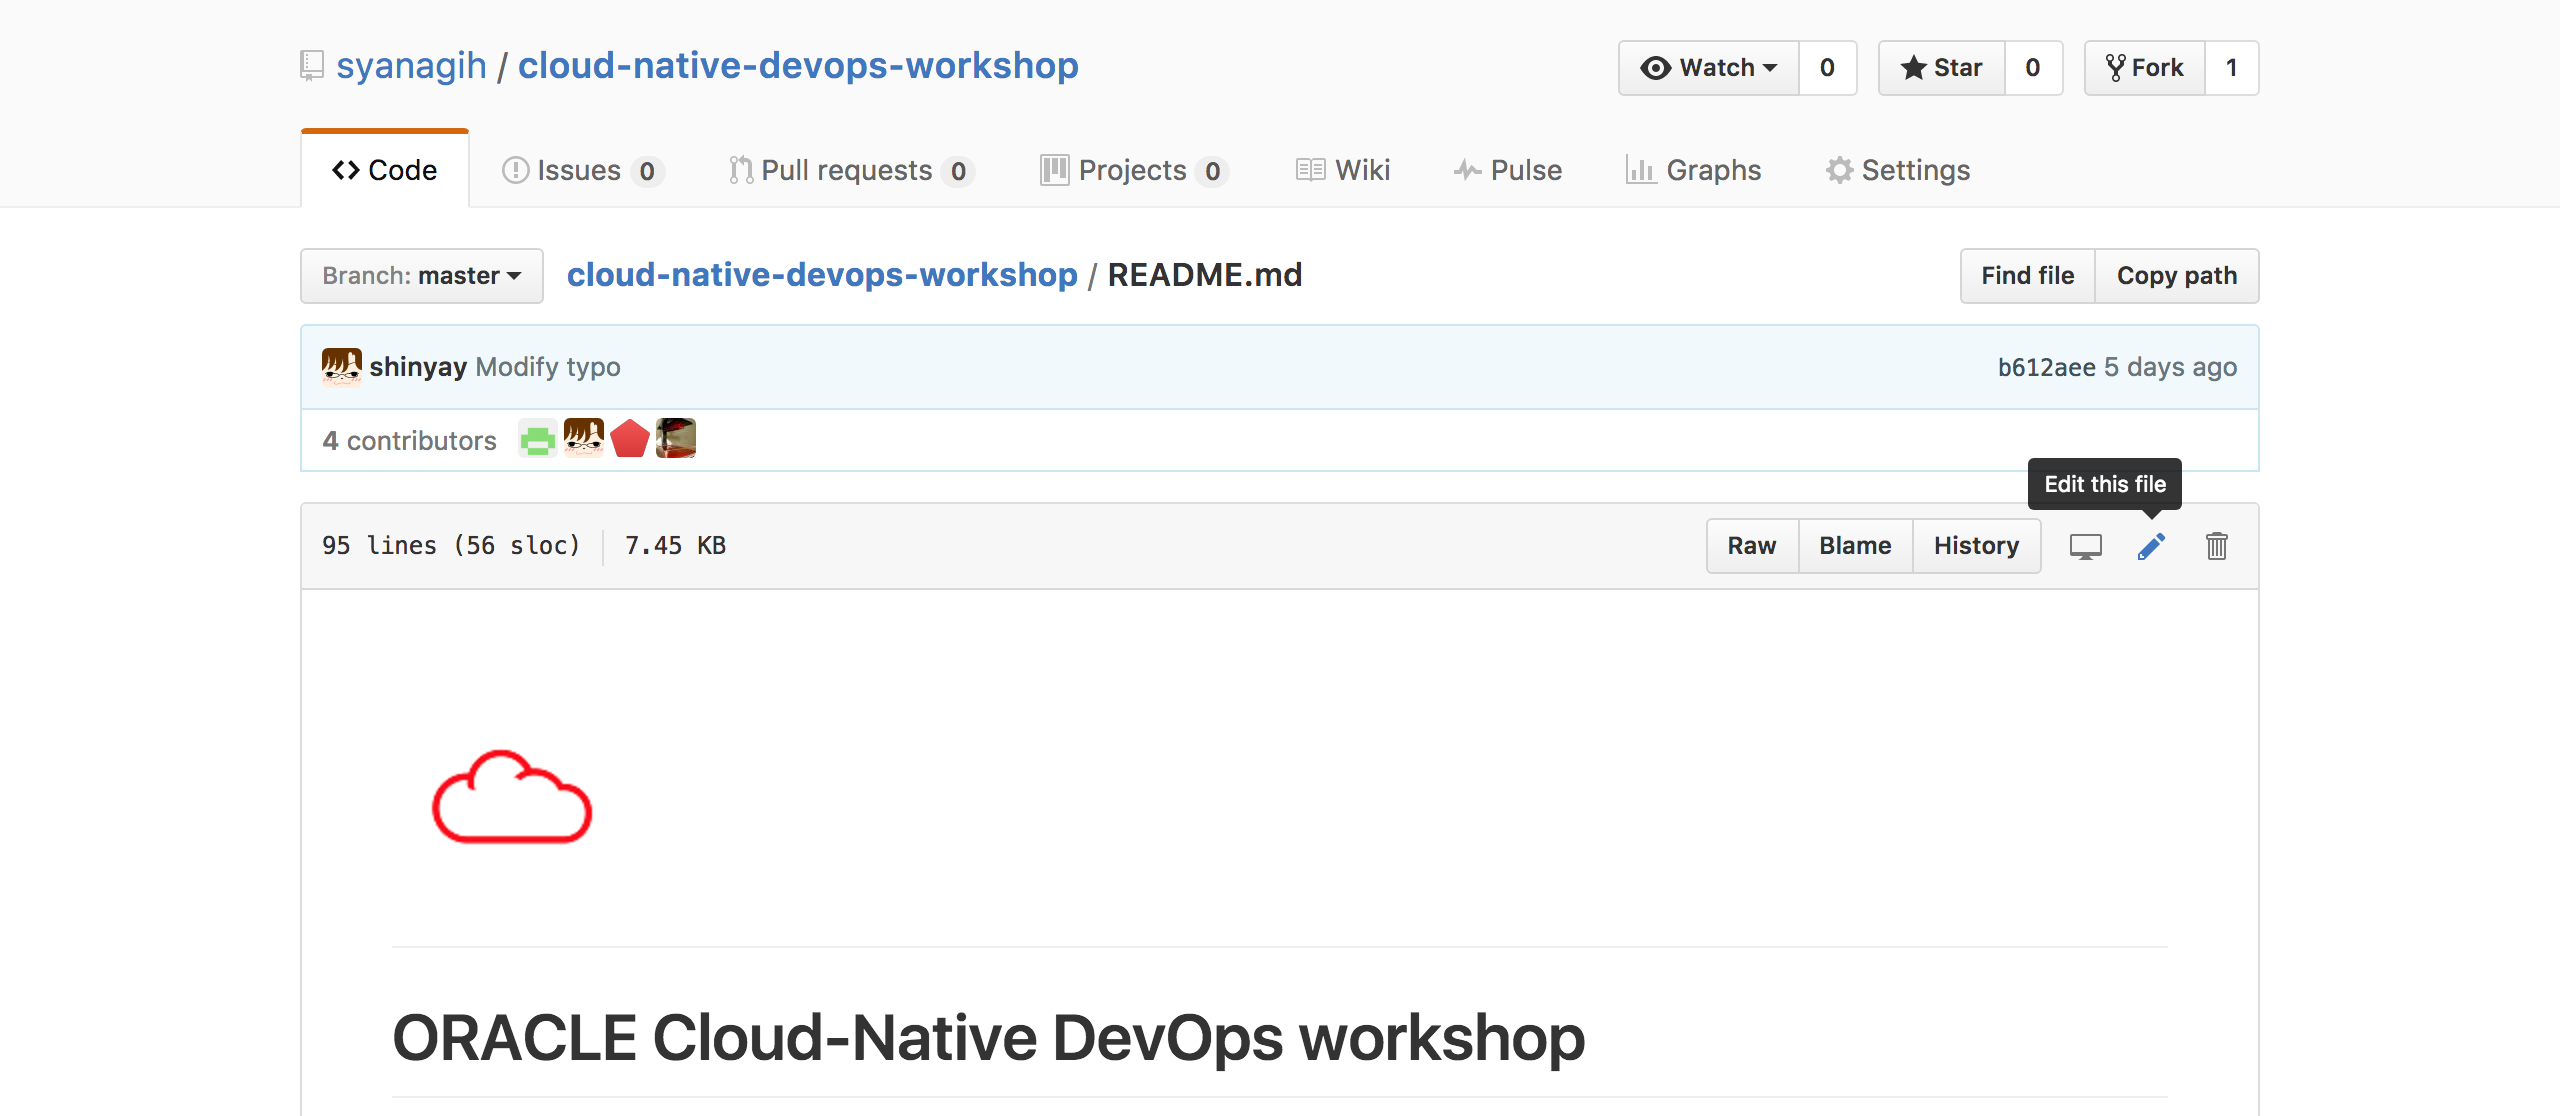 syanagih / cloud-native-devops-workshop
Watch 0 Star 0 Fork 1
Code Issues 0 Pull requests 0 Projects 0 Wiki Pulse Graphs Settings
Branch: master cloud-native-devops-workshop / README.md Find file Copy path
shinyay Modify typo b612aee 5 days ago
4 contributors
Edit this file
95 lines (56 sloc) 7.45 KB Raw Blame History
ORACLE Cloud-Native DevOps workshop